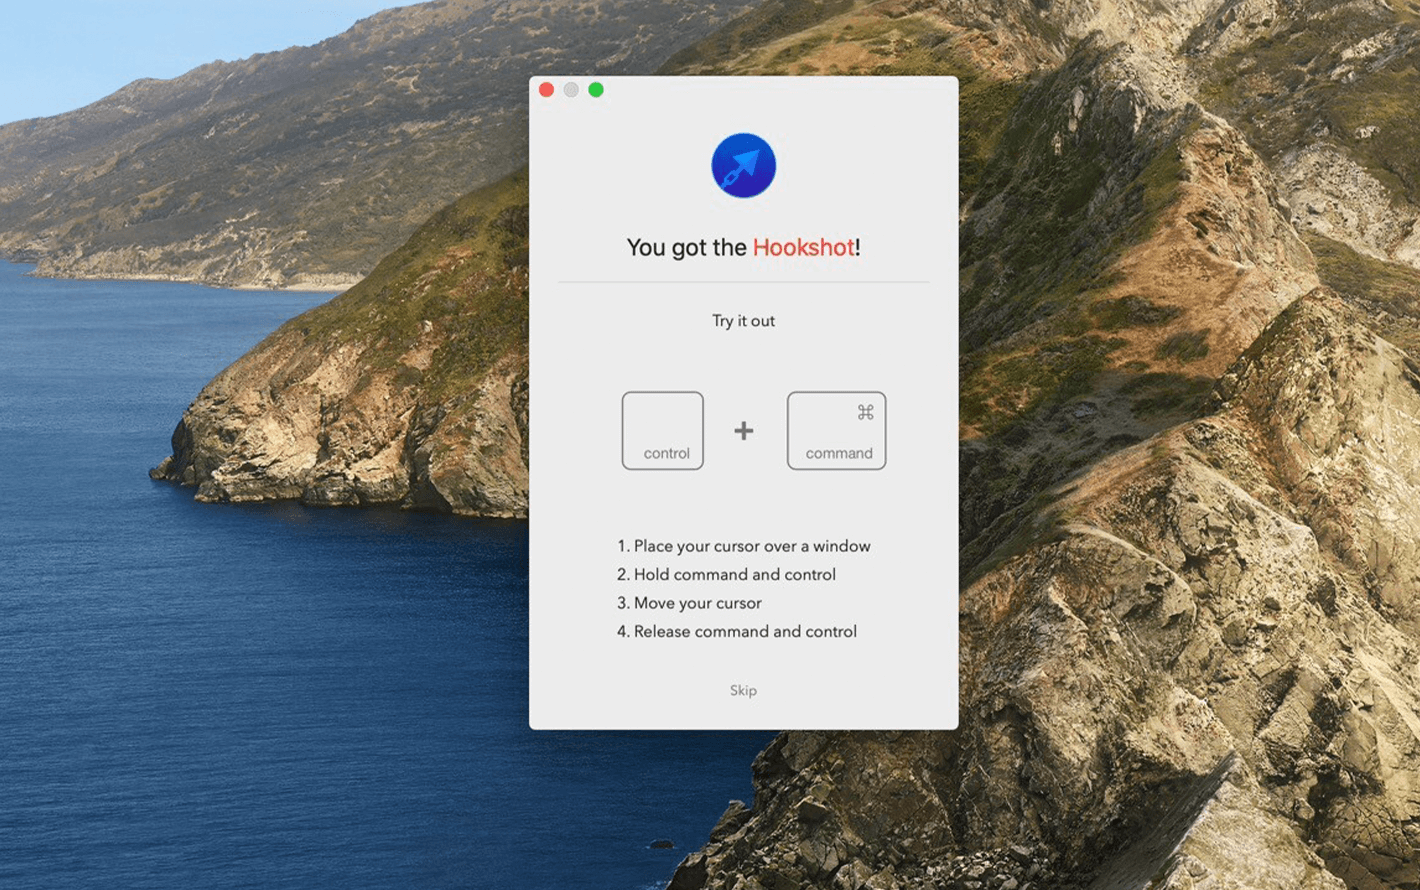 You got the Hookshot!
Try it out
control
+
⌘
command
1. Place your cursor over a window
2. Hold command and control
3. Move your cursor
4. Release command and control
Skip